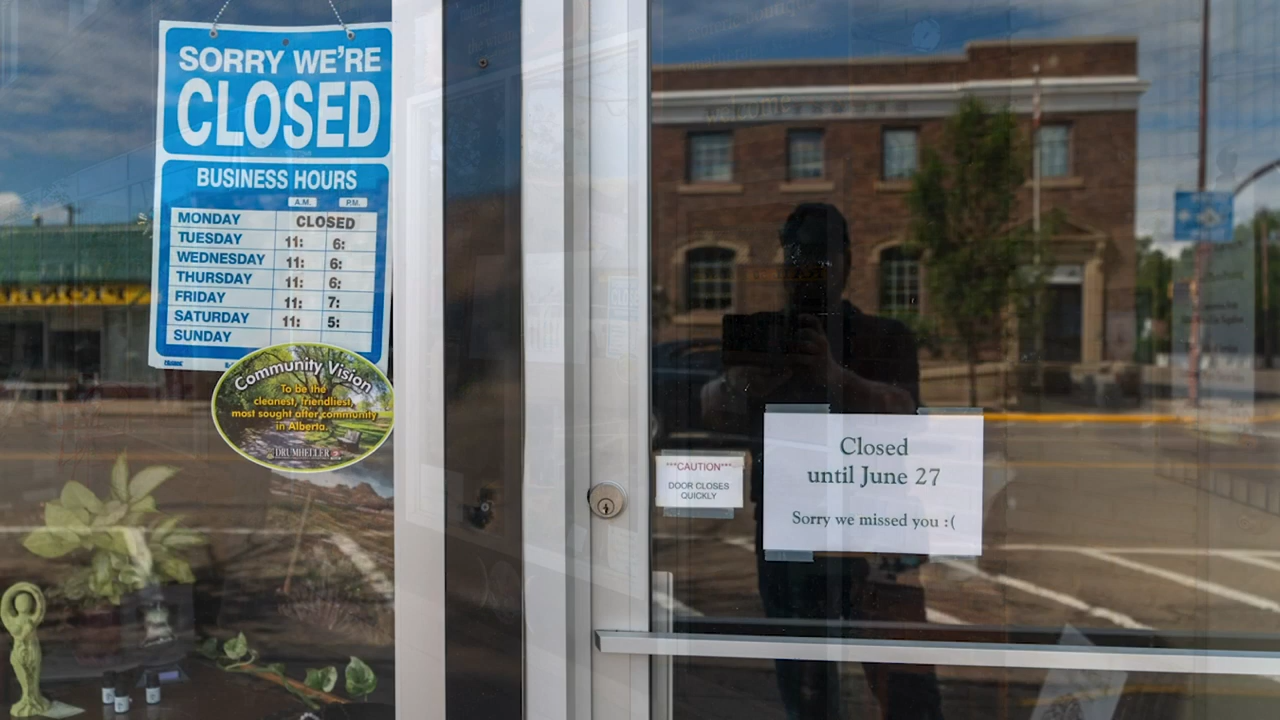 SORRY WE'RE
CLOSED
BUSINESS HOURS
A.M. P.M.
MONDAY CLOSED
TUESDAY 11: 6:
WEDNESDAY 11: 6:
THURSDAY 11: 6:
FRIDAY 11: 7:
SATURDAY 11: 5:
SUNDAY
Community Vision
To be the
cleanest, friendliest,
most sought after community
in Alberta.
DRUMHELLER
welcome
***CAUTION***
DOOR CLOSES
QUICKLY
Closed
until June 27
Sorry we missed you :(